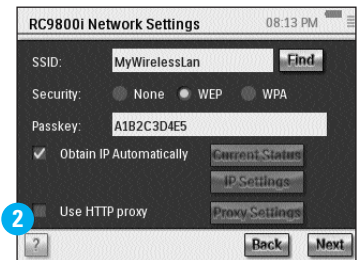 RC9800i Network Settings 08:13 PM
SSID: MyWirelessLan Find
Security: None WEP WPA
Passkey: A1B2C3D4E5
Obtain IP Automatically Current Status
IP Settings
2 Use HTTP proxy Proxy Settings
? Back Next